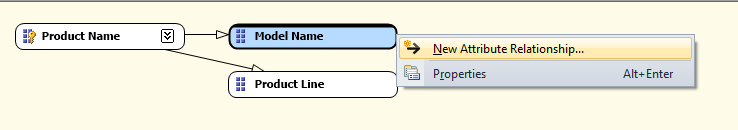 Product Name
Model Name
New Attribute Relationship...
Properties Alt+Enter
Product Line